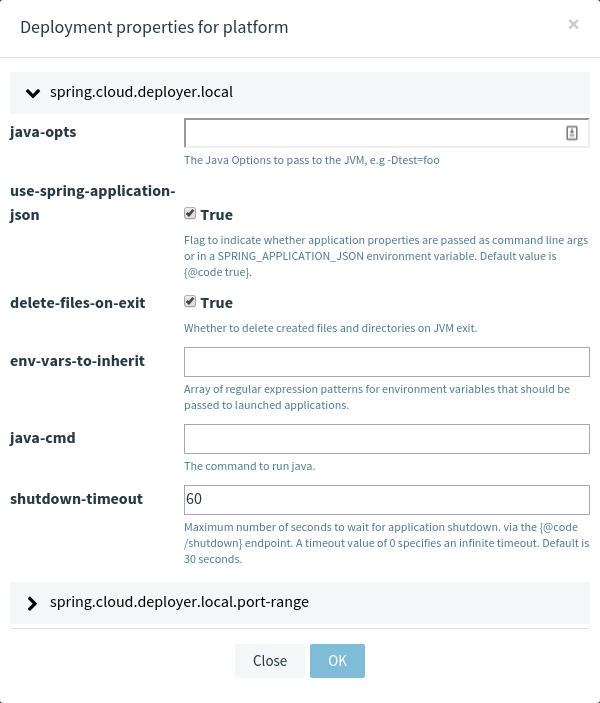 Deployment properties for platform
×
spring.cloud.deployer.local
java-opts
The Java Options to pass to the JVM, e.g -Dtest=foo
use-spring-application-
json
True
Flag to indicate whether application properties are passed as command line args
or in a SPRING_APPLICATION_JSON environment variable. Default value is
{@code true}.
delete-files-on-exit
True
Whether to delete created files and directories on JVM exit.
env-vars-to-inherit
Array of regular expression patterns for environment variables that should be
passed to launched applications.
java-cmd
The command to run java.
shutdown-timeout
60
Maximum number of seconds to wait for application shutdown. via the {@code
/shutdown} endpoint. A timeout value of 0 specifies an infinite timeout. Default is
30 seconds.
spring.cloud.deployer.local.port-range
Close
OK